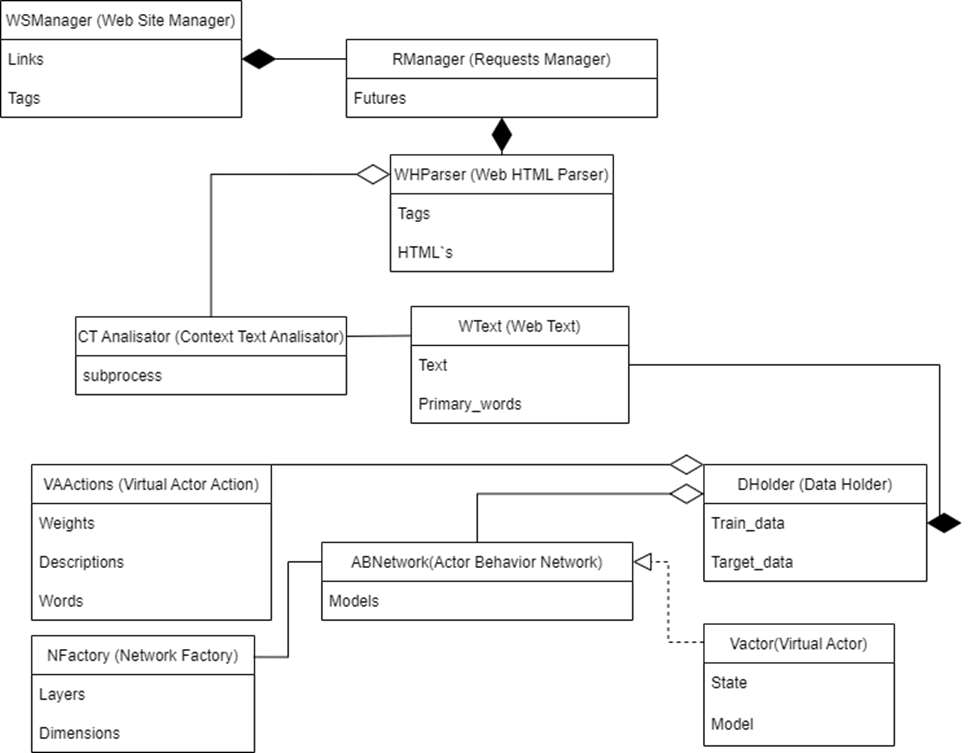 WSManager (Web Site Manager)
Links
Tags
RManager (Requests Manager)
Futures
WHParser (Web HTML Parser)
Tags
HTML`s
CT Analisator (Context Text Analisator)
subprocess
WText (Web Text)
Text
Primary_words
VAActions (Virtual Actor Action)
Weights
Descriptions
Words
DHolder (Data Holder)
Train_data
Target_data
ABNetwork(Actor Behavior Network)
Models
NFactory (Network Factory)
Layers
Dimensions
Vactor(Virtual Actor)
State
Model